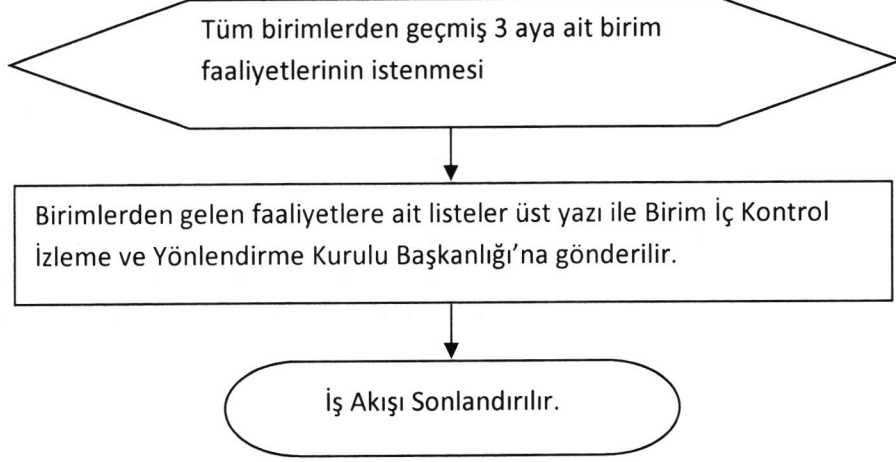 Tüm birimlerden geçmiş 3 aya ait birim
faaliyetlerinin istenmesi
Birimlerden gelen faaliyetlere ait listeler üst yazı ile Birim İç Kontrol
İzleme ve Yönlendirme Kurulu Başkanlığı’na gönderilir.
İş Akışı Sonlandırılır.